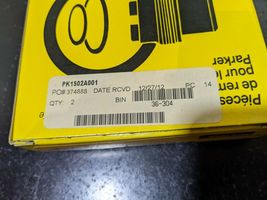 Pièces
de rem
pour le
Parker
PK1502A001
PO# 374688 DATE RCVD 12/27/12 PC 14
QTY: 2 BIN 36-304